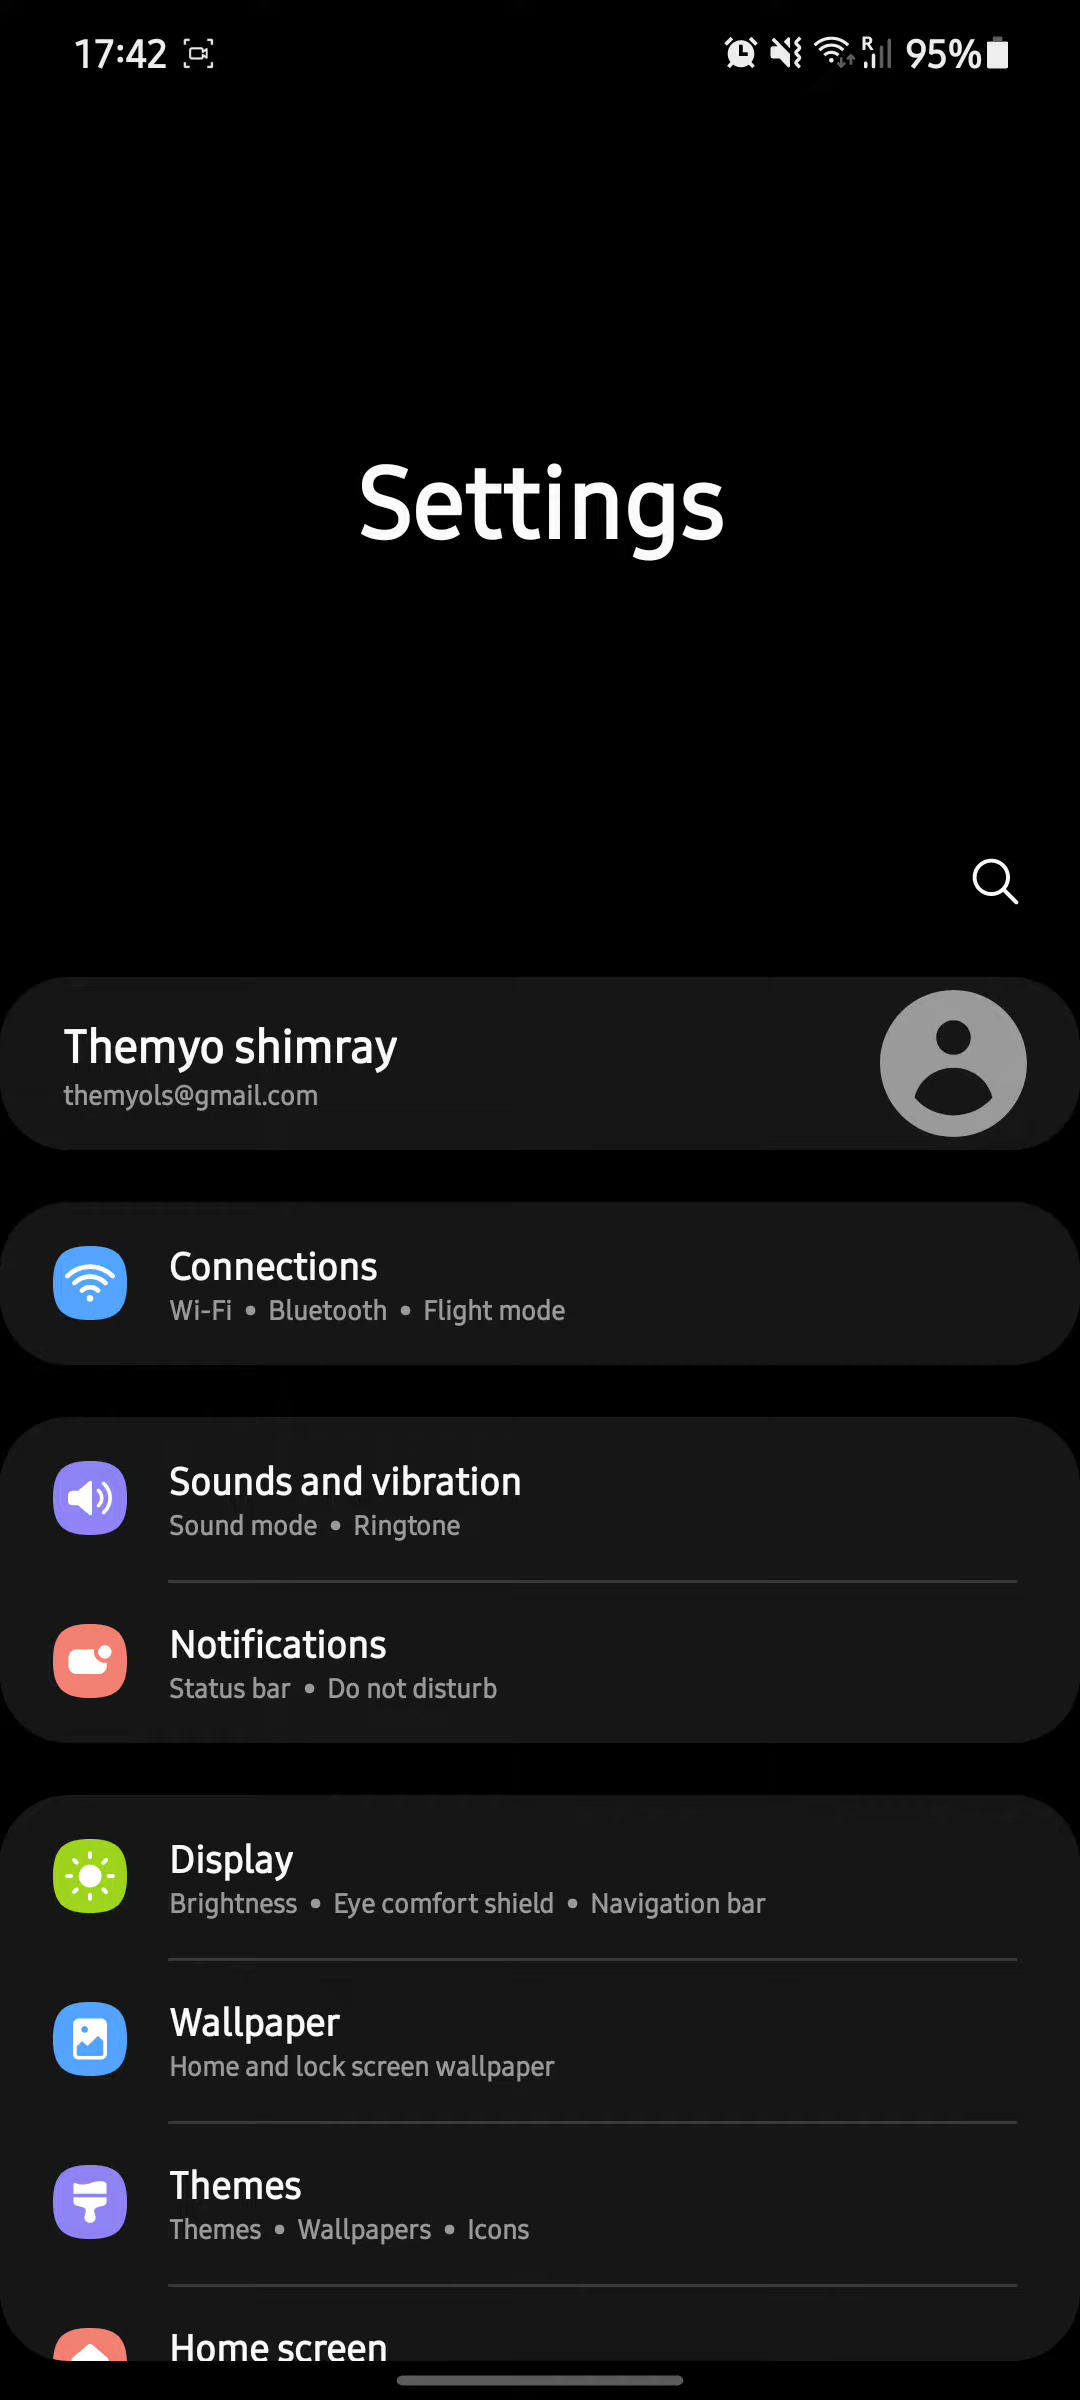 17:42
R
95%
Settings
Themyo shimray
themyols@gmail.com
Connections
Wi-Fi • Bluetooth • Flight mode
Sounds and vibration
Sound mode • Ringtone
Notifications
Status bar • Do not disturb
Display
Brightness • Eye comfort shield • Navigation bar
Wallpaper
Home and lock screen wallpaper
Themes
Themes • Wallpapers • Icons
Home screen